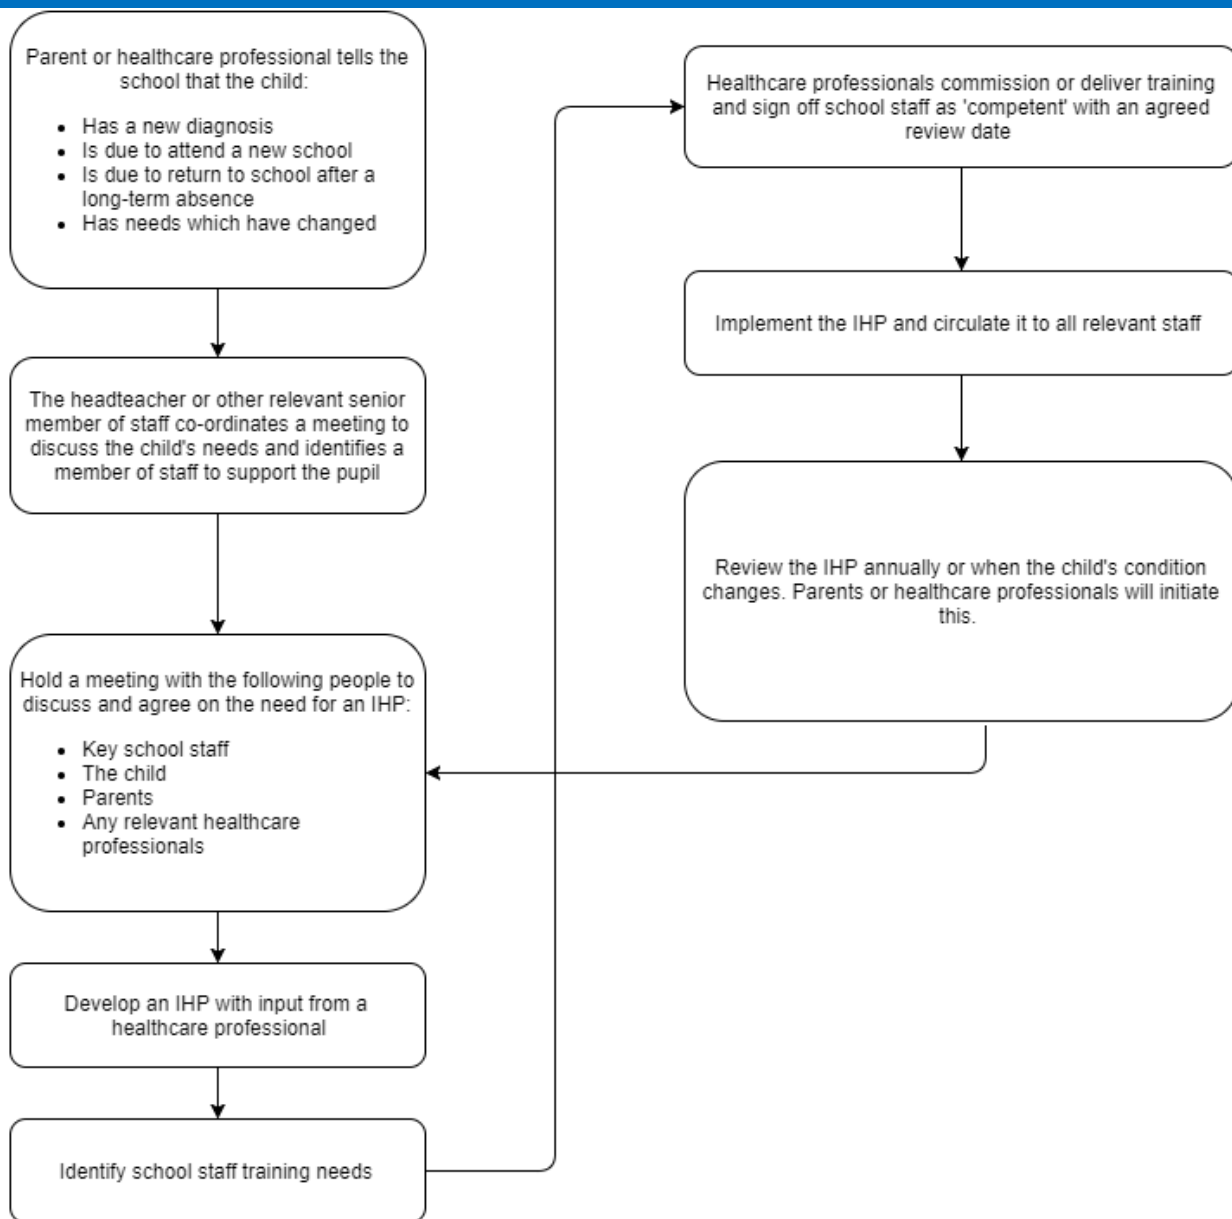 Parent or healthcare professional tells the
school that the child:
• Has a new diagnosis
• Is due to attend a new school
• Is due to return to school after a
long-term absence
• Has needs which have changed
The headteacher or other relevant senior
member of staff co-ordinates a meeting to
discuss the child's needs and identifies a
member of staff to support the pupil
Hold a meeting with the following people to
discuss and agree on the need for an IHP:
• Key school staff
• The child
• Parents
• Any relevant healthcare
professionals
Develop an IHP with input from a
healthcare professional
Identify school staff training needs
Healthcare professionals commission or deliver training
and sign off school staff as 'competent' with an agreed
review date
Implement the IHP and circulate it to all relevant staff
Review the IHP annually or when the child's condition
changes. Parents or healthcare professionals will initiate
this.